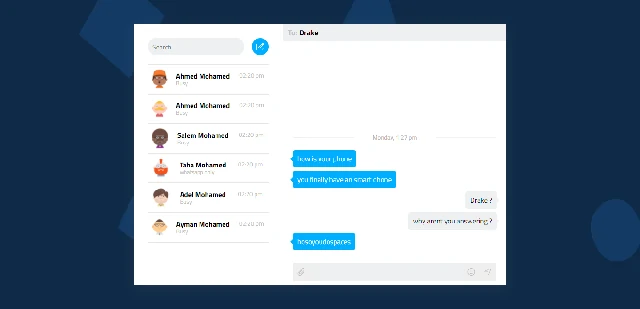 Search
Ahmed Mohamed
02:20 pm
Busy
Ahmed Mohamed
02:20 pm
Busy
Salem Mohamed
02:20 pm
Busy
Taha Mohamed
02:20 pm
whatsapp only
Adel Mohamed
02:20 pm
Busy
Ayman Mohamed
02:20 pm
Busy
To: Drake
Monday, 1:27 pm
how is your phone
you finally have an smart phone
Drake ?
why arent you answering ?
hosoyoudospaces